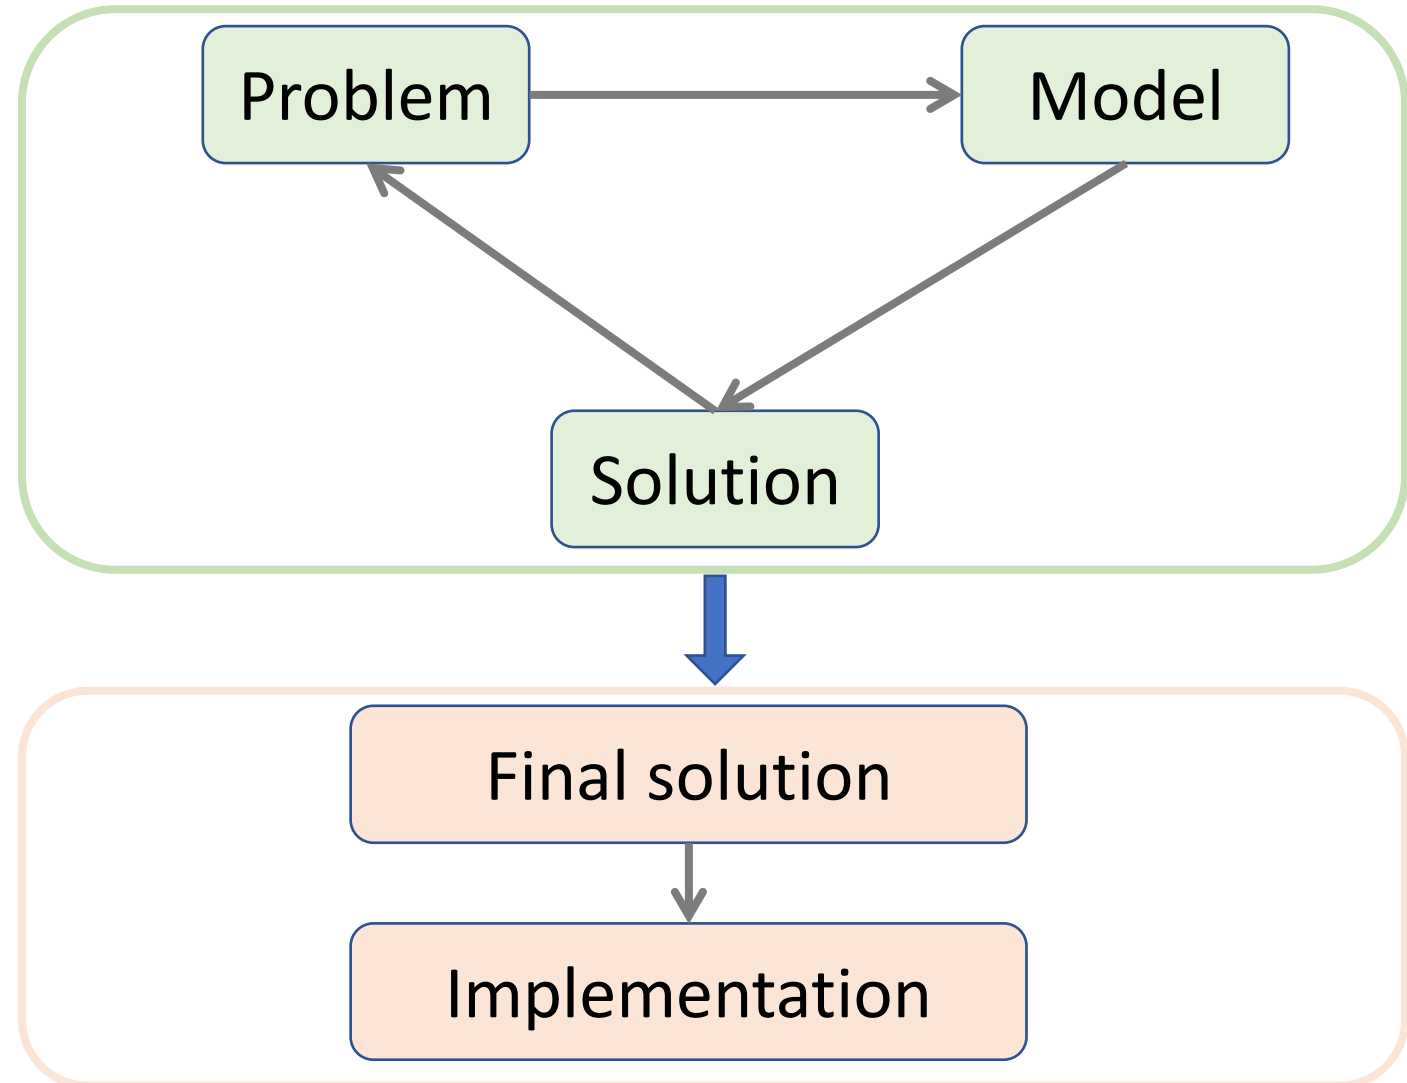 Problem
Model
Solution
Final solution
Implementation